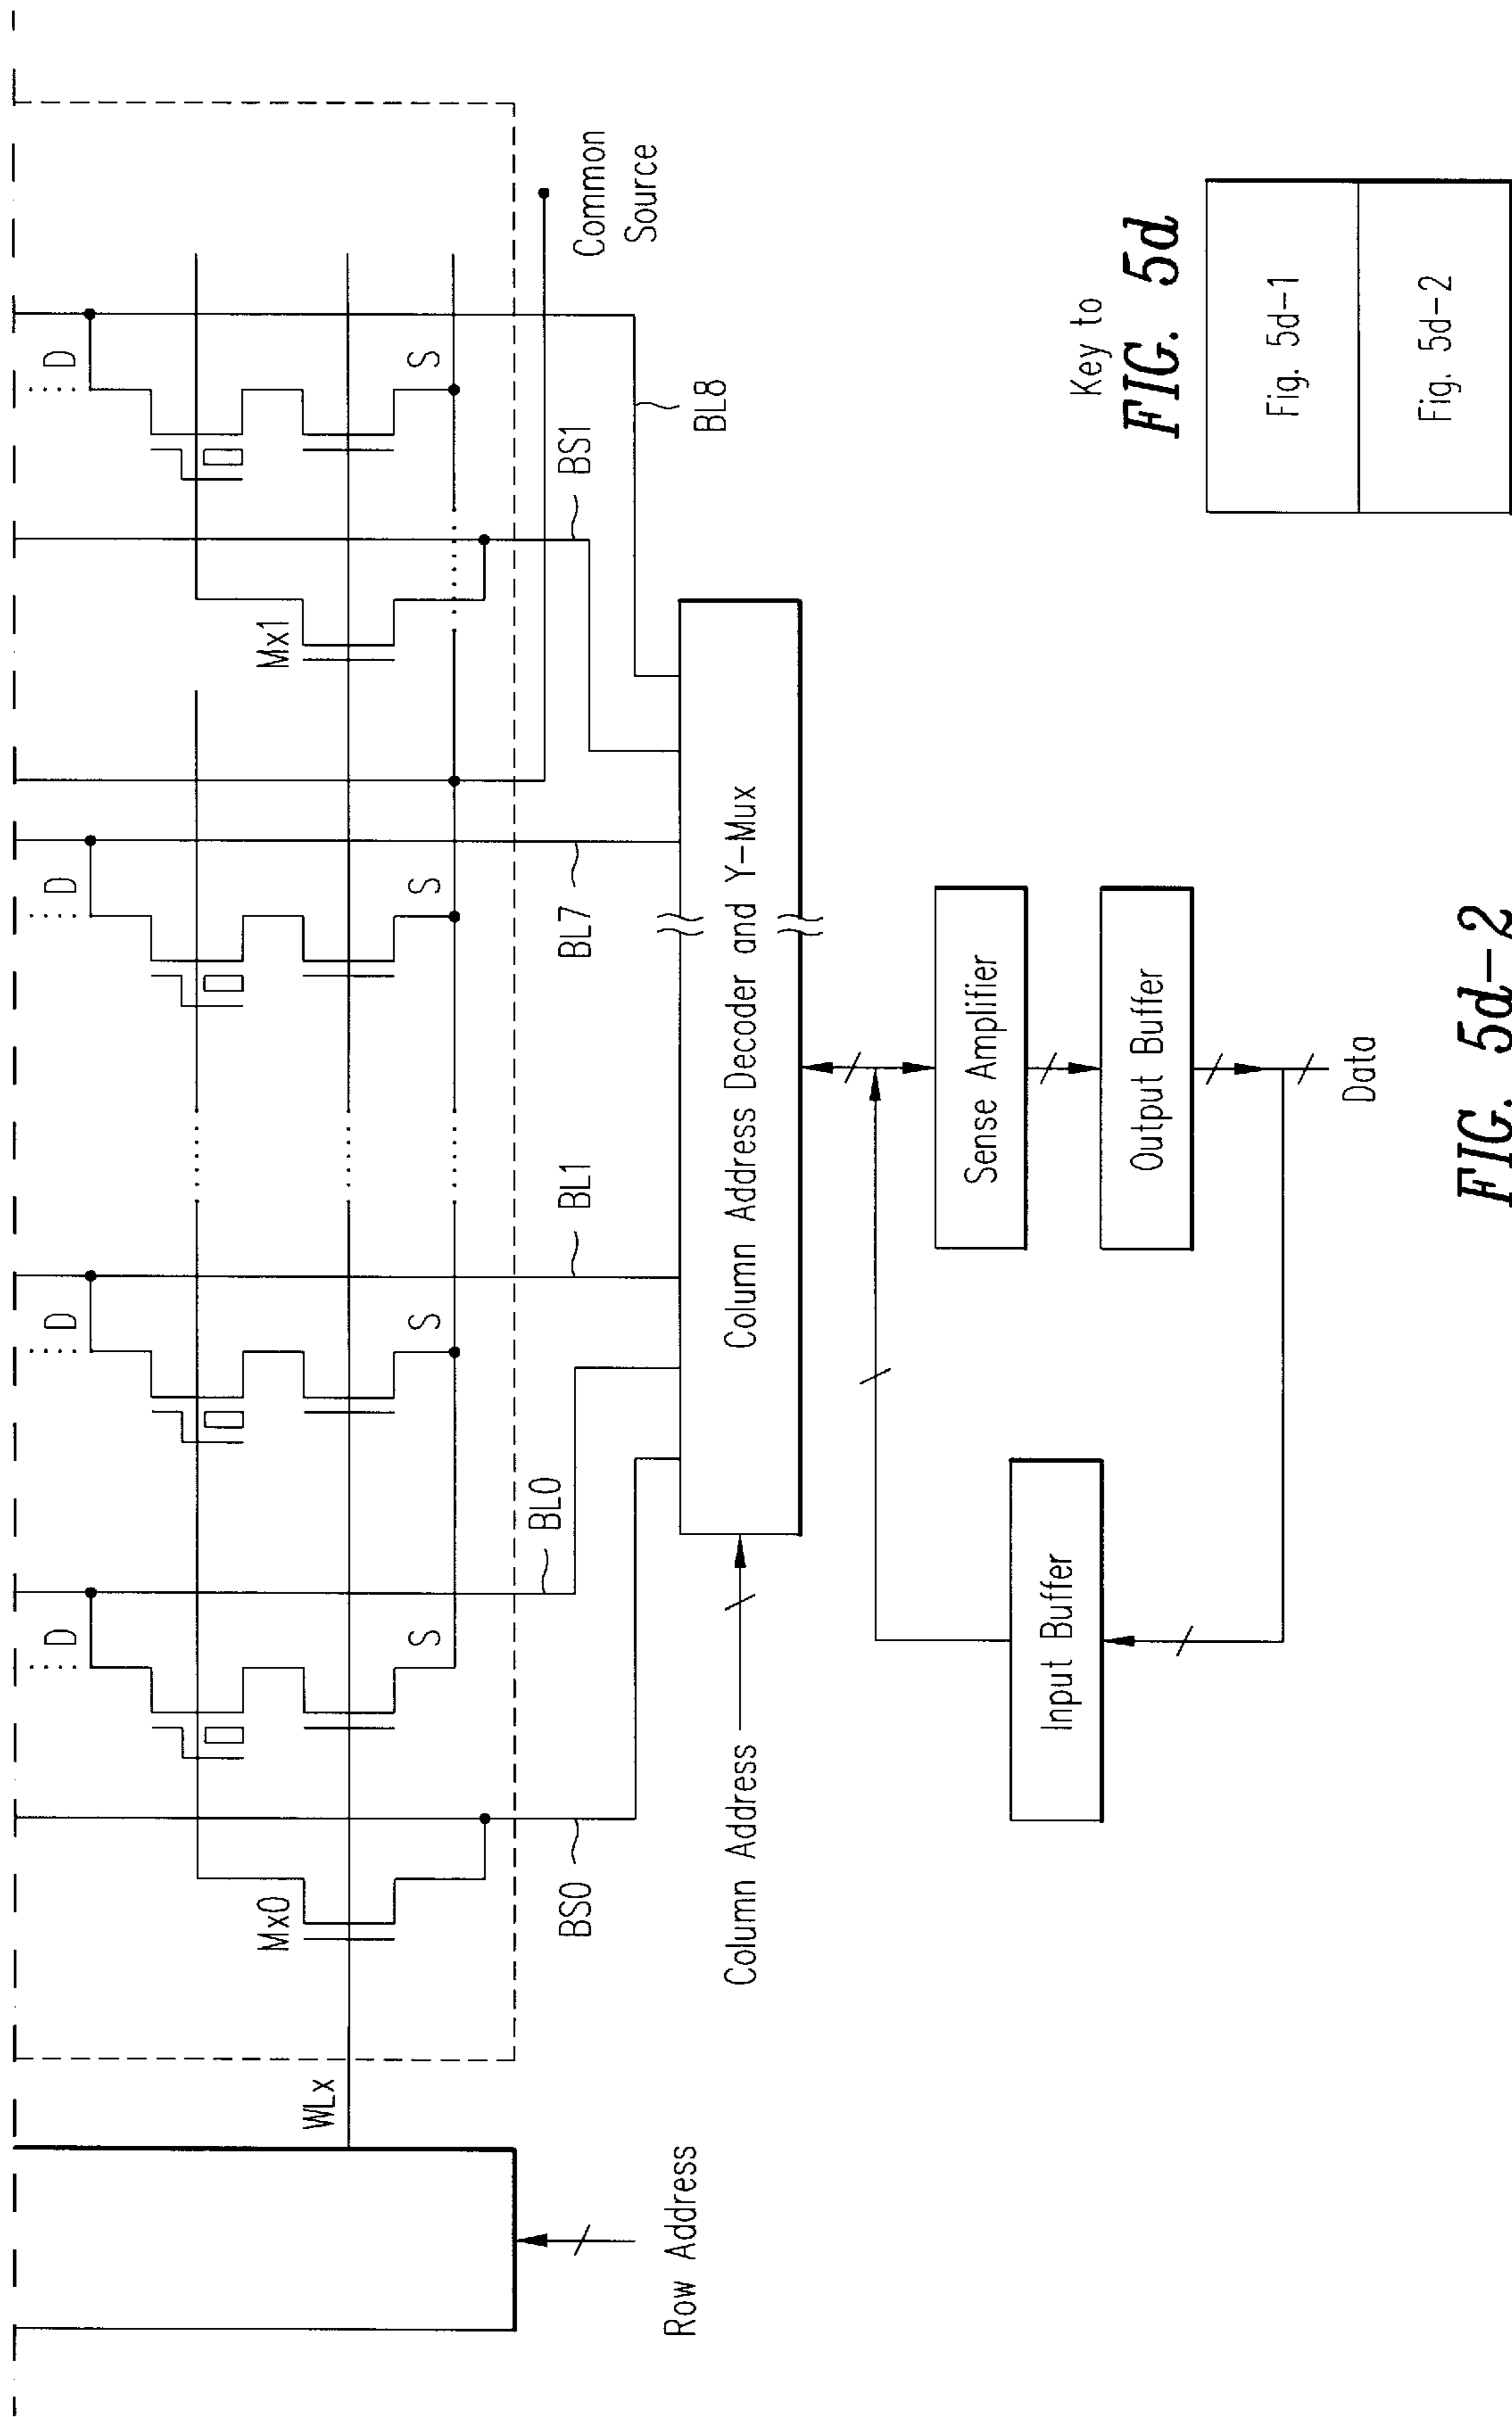 D
D
D
D
Mx0
Mx1
S
S
S
S
WLx
Common
Source
BS0
BL0
BL1
BL7
BS1
BL8
Row Address
Column Address
Column Address Decoder and Y-Mux
Sense Amplifier
Input Buffer
Output Buffer
Data
Key to
FIG. 5d
Fig. 5d-1
Fig. 5d-2
FIG. 5d-2